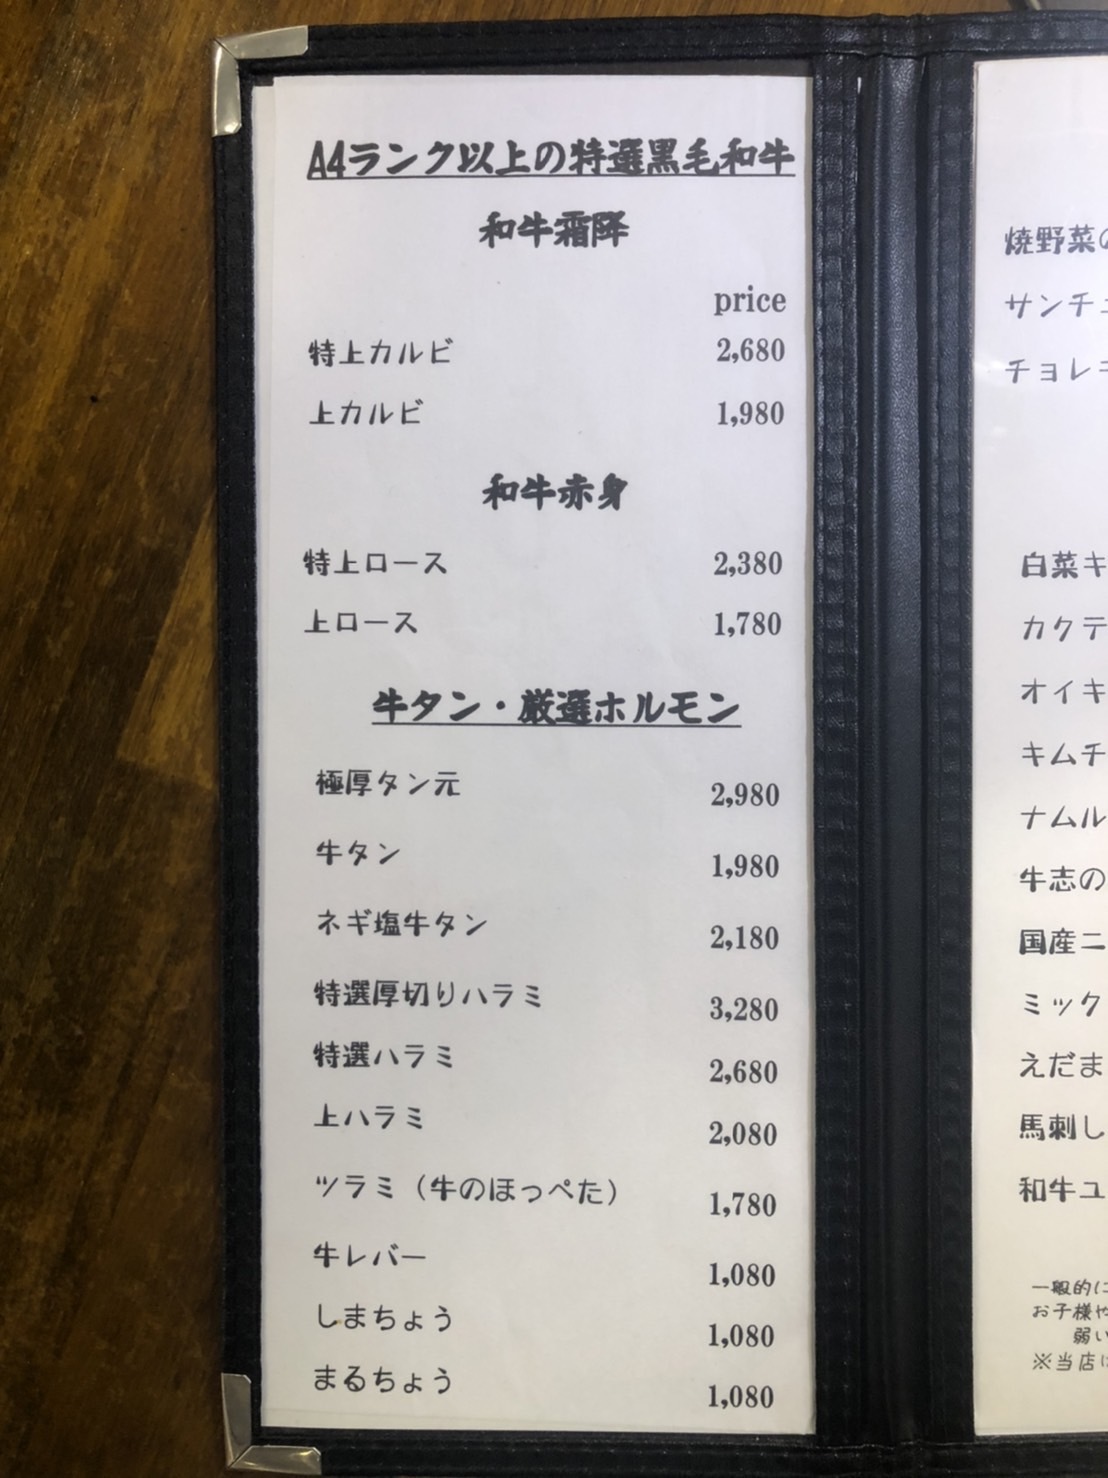 A4ランク以上の特選黒毛和牛
和牛霜降
price
特上カルビ 2,680
上カルビ 1,980
和牛赤身
特上ロース 2,380
上ロース 1,780
牛タン・厳選ホルモン
極厚タン元 2,980
牛タン 1,980
ネギ塩牛タン 2,180
特選厚切りハラミ 3,280
特選ハラミ 2,680
上ハラミ 2,080
ツラミ（牛のほっぺた） 1,780
牛レバー 1,080
しまちょう 1,080
まるちょう 1,080
焼野菜の
サンチュ
チョレギ
白菜キ
カクテ
オイキ
キムチ
ナムル
牛志の
国産ニ
ミック
えだま
馬刺し
和牛ユ
一般的に
お子様や
弱い
※当店は